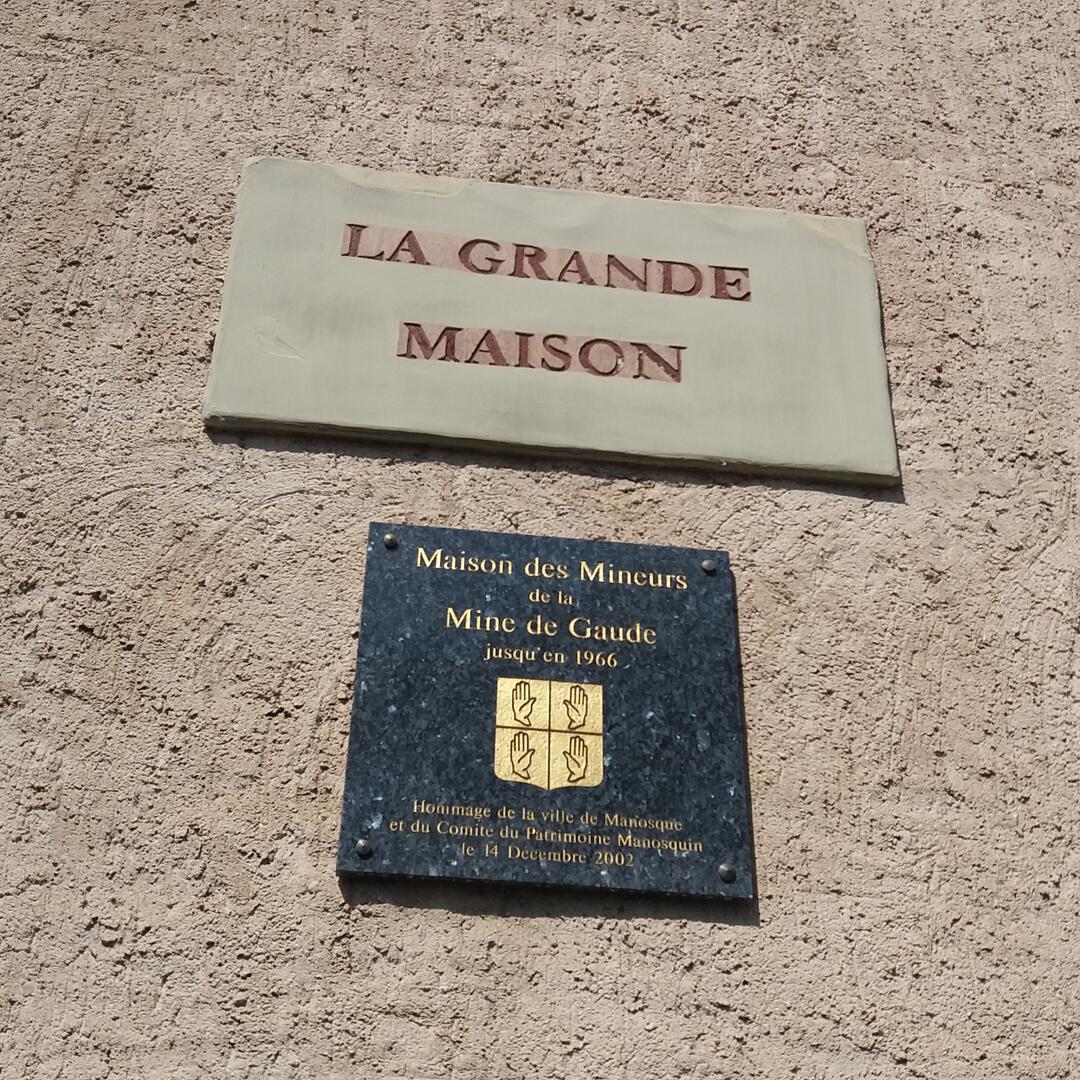 LA GRANDE
MAISON
Maison des Mineurs
de la
Mine de Gaude
jusqu'en 1966
Hommage de la ville de Manosque
et du Comité du Patrimoine Manosquin
le 14 Décembre 2002